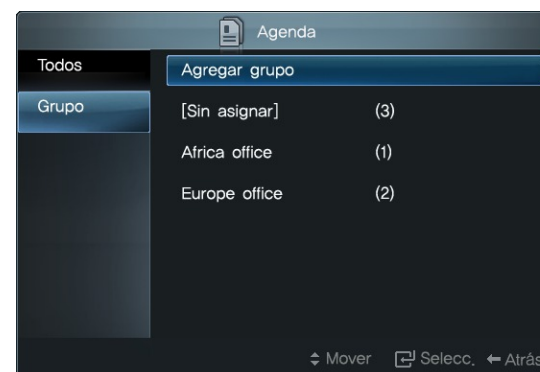 Agenda
Todos
Agregar grupo
Grupo
[Sin asignar] (3)
Africa office (1)
Europe office (2)
Mover Selecc. Atrás